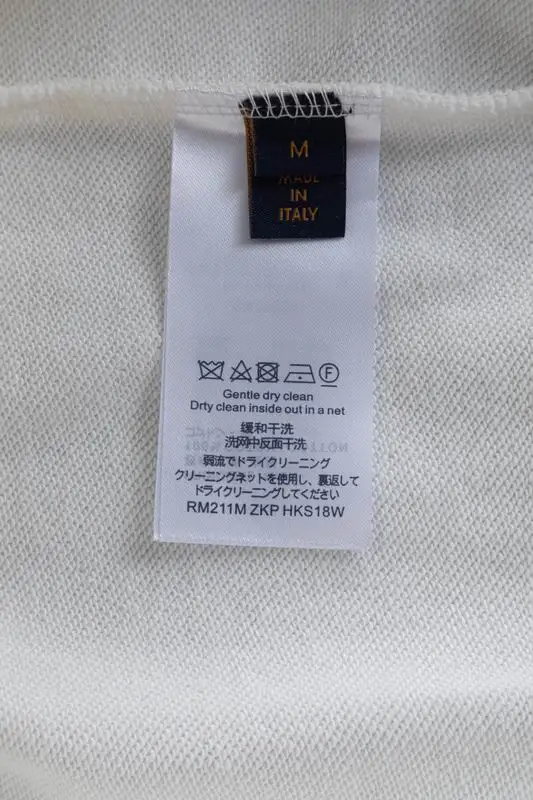 M
MADE
IN
ITALY
F
Gentle dry clean
Drty clean inside out in a net
缓和干洗
洗网中反面干洗
弱流でドライクリーニング
クリーニングネットを使用し、裏返して
ドライクリーニングしてください
RM211M ZKP HKS18W